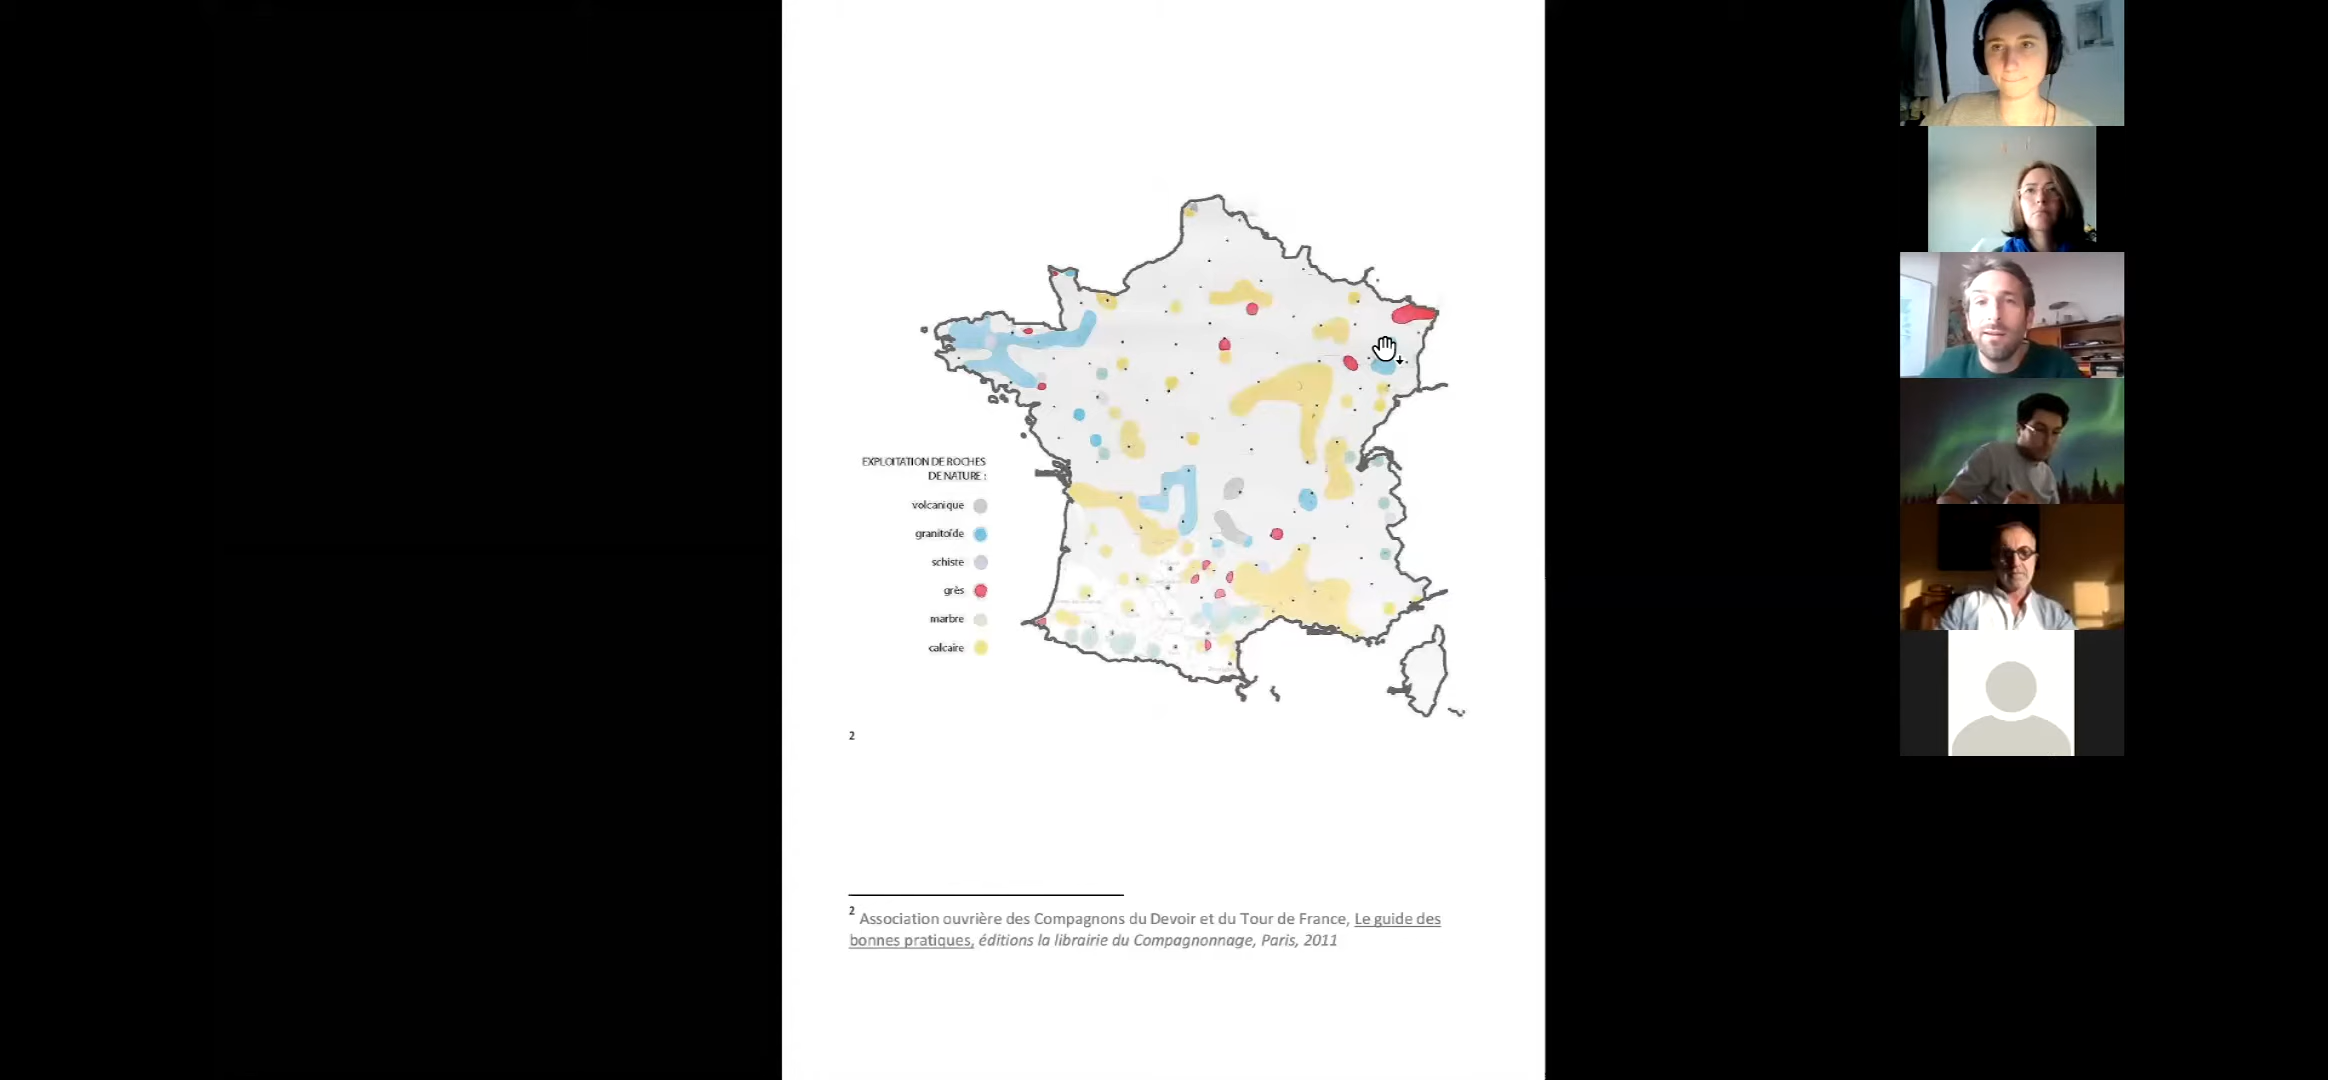 EXPLOITATION DE ROCHES
DE NATURE :
volcanique
granitoïde
schiste
grès
marbre
calcaire
2
2 Association ouvrière des Compagnons du Devoir et du Tour de France, Le guide des
bonnes pratiques, éditions la librairie du Compagnonnage, Paris, 2011